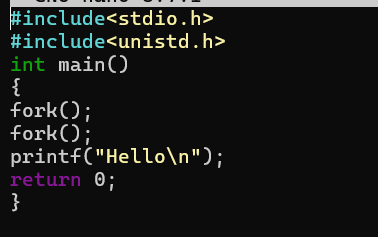 #include<stdio.h>
#include<unistd.h>
int main()
{
fork();
fork();
printf("Hello\n");
return 0;
}